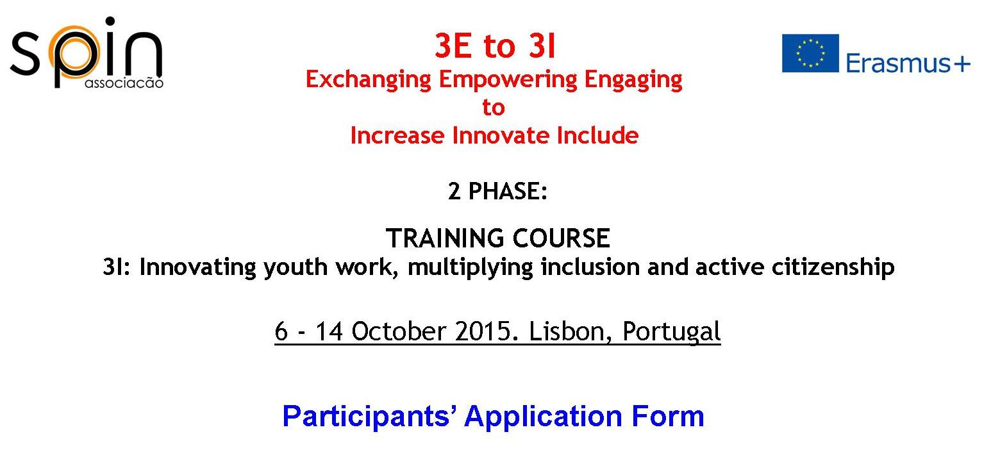 spin
associacão
3E to 3I
Exchanging Empowering Engaging
to
Increase Innovate Include
Erasmus+
2 PHASE:
TRAINING COURSE
3I: Innovating youth work, multiplying inclusion and active citizenship
6 - 14 October 2015. Lisbon, Portugal
Participants’ Application Form